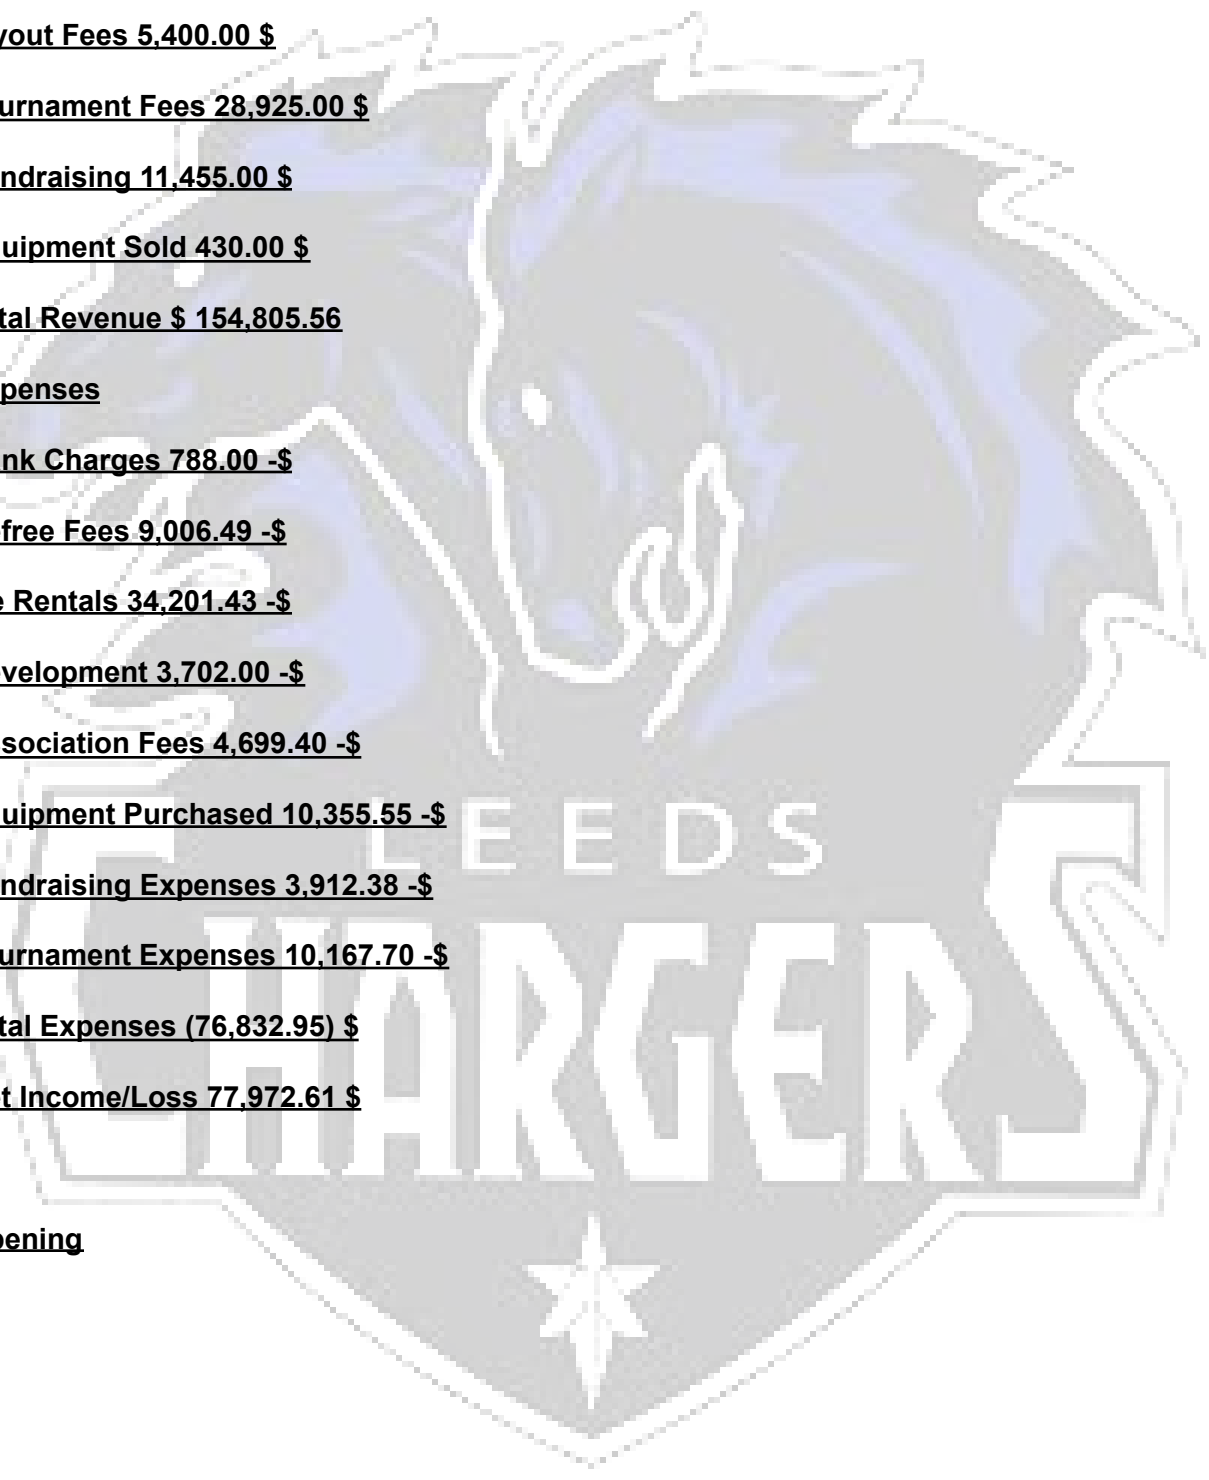 yout Fees 5,400.00 $
urnament Fees 28,925.00 $
ndraising 11,455.00 $
uipment Sold 430.00 $
tal Revenue $ 154,805.56
penses
nk Charges 788.00 -$
free Fees 9,006.49 -$
e Rentals 34,201.43 -$
velopment 3,702.00 -$
sociation Fees 4,699.40 -$
uipment Purchased 10,355.55 -$
ndraising Expenses 3,912.38 -$
urnament Expenses 10,167.70 -$
tal Expenses (76,832.95) $
t Income/Loss 77,972.61 $
pening
LEEDS
CHARGERS